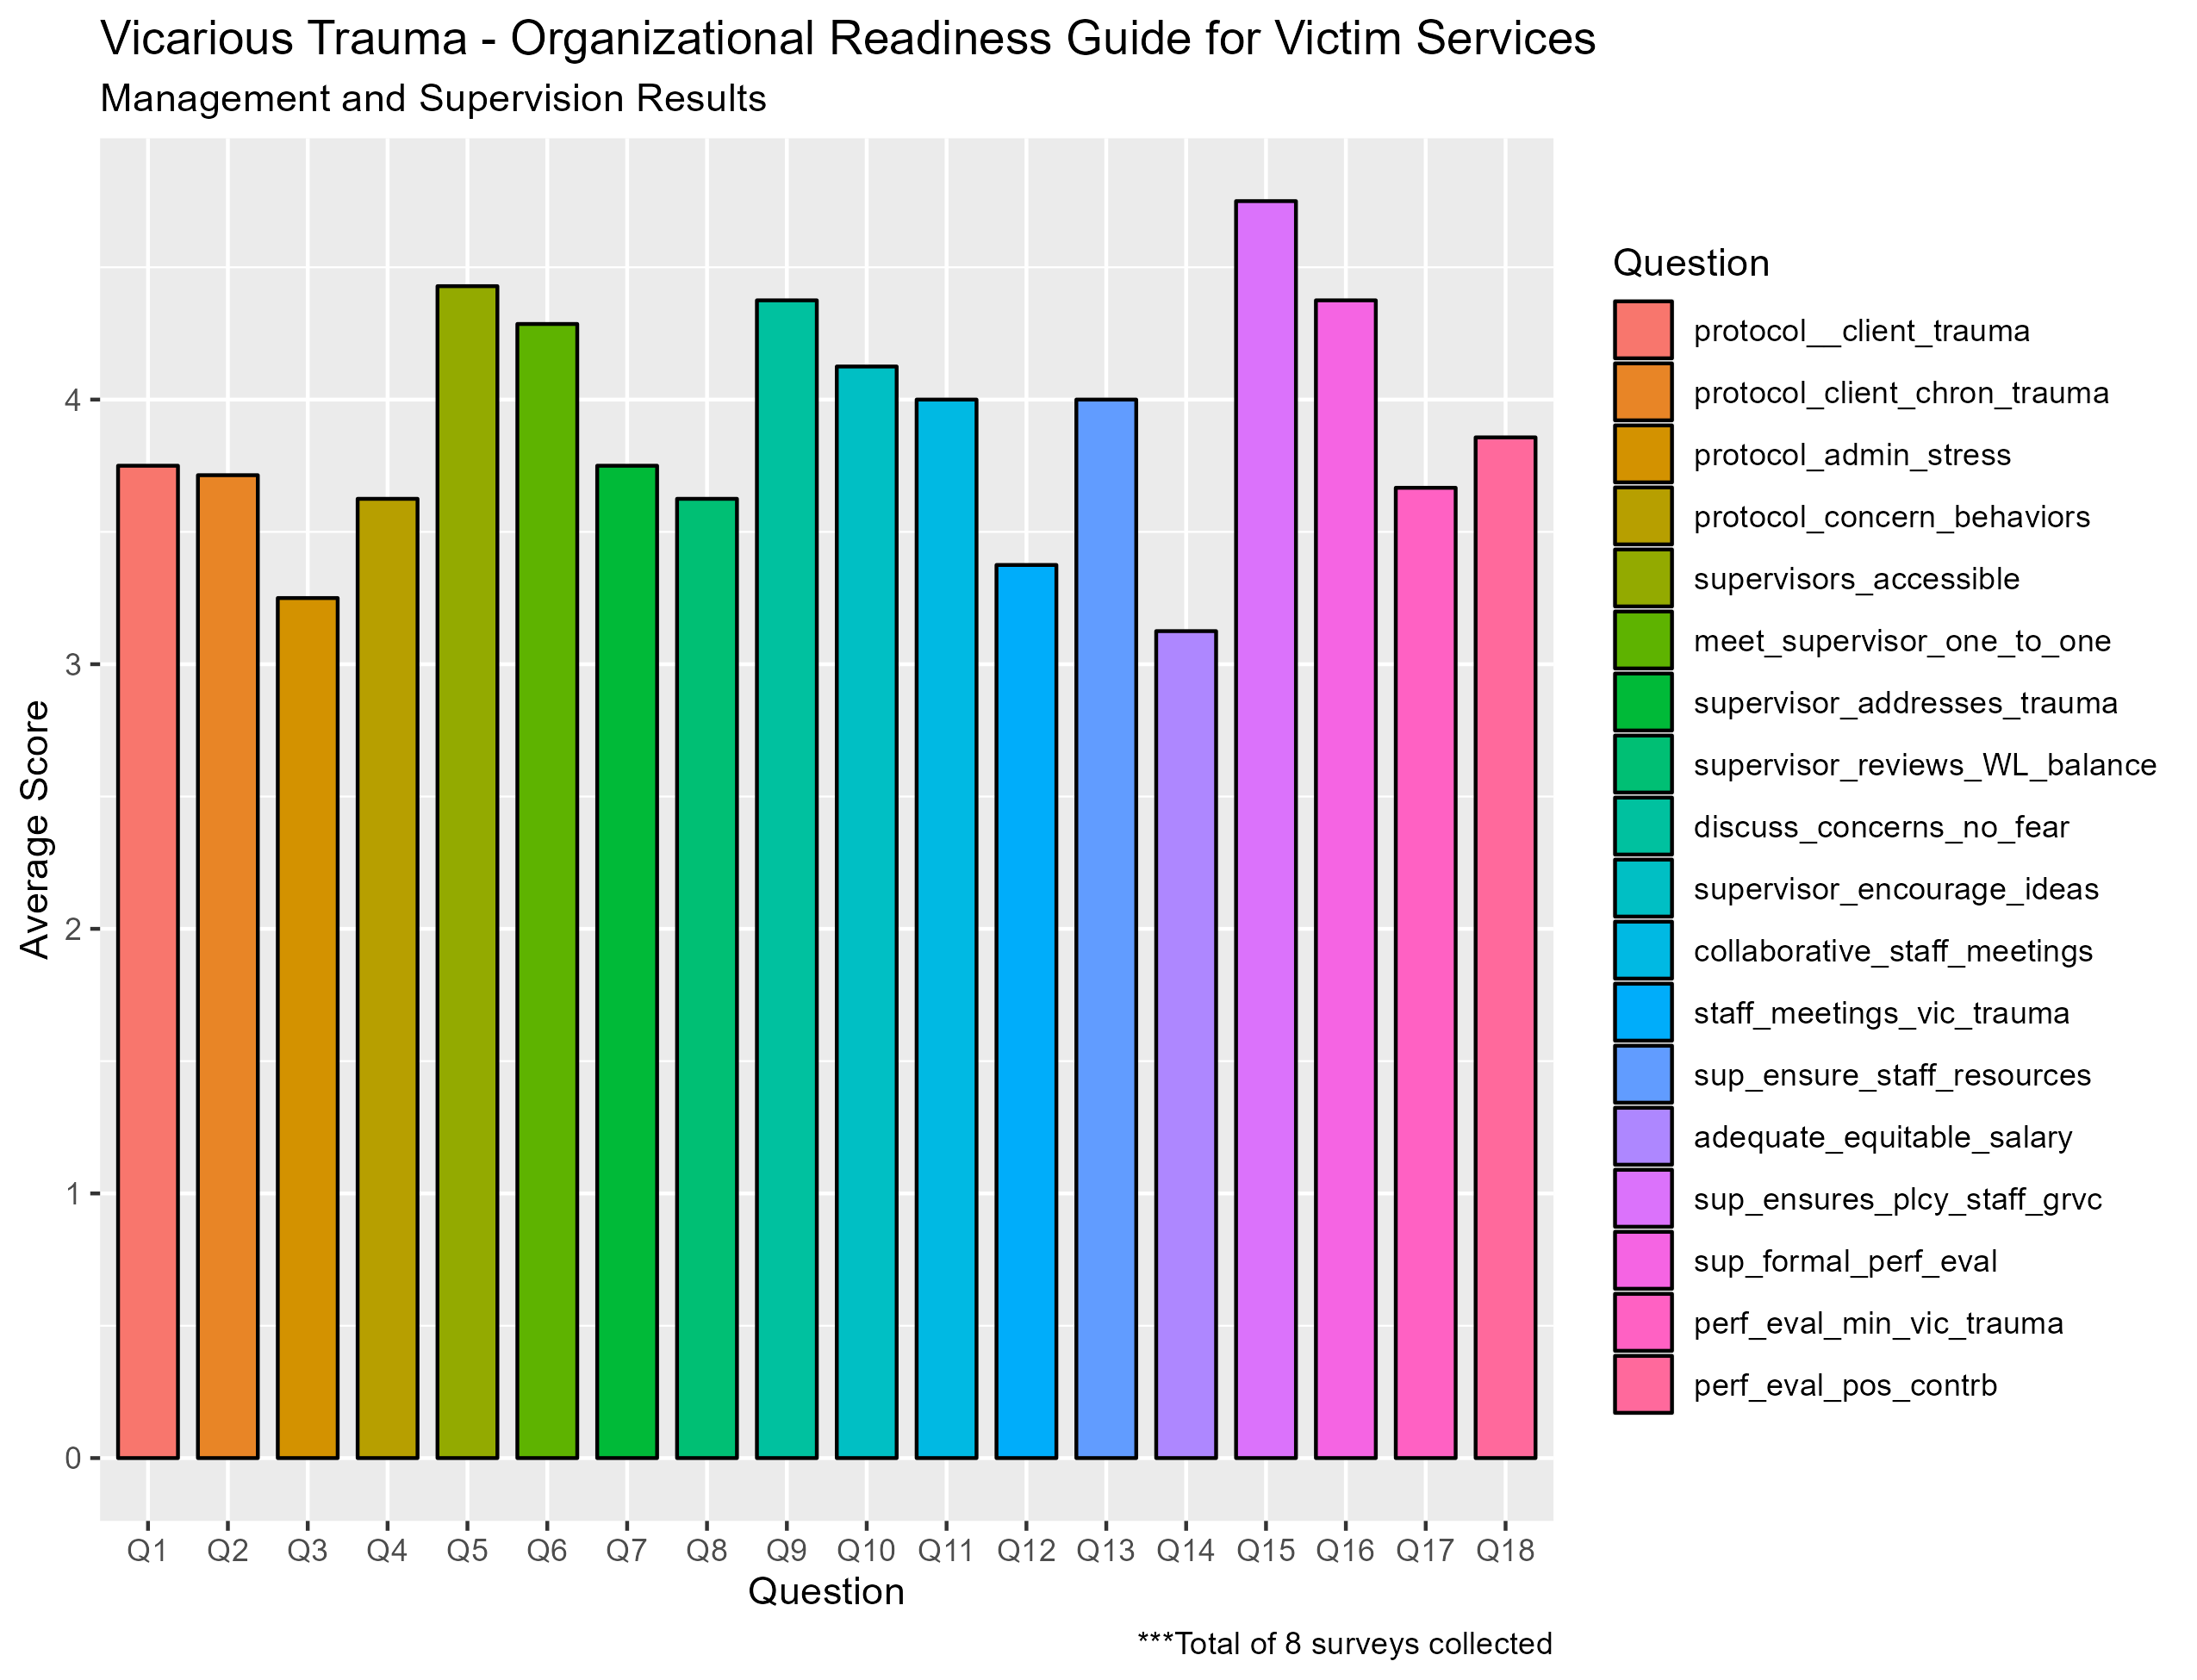 Vicarious Trauma - Organizational Readiness Guide for Victim Services
Management and Supervision Results
Average Score
4
3
2
1
0
Q1 Q2 Q3 Q4 Q5 Q6 Q7 Q8 Q9 Q10 Q11 Q12 Q13 Q14 Q15 Q16 Q17 Q18
Question
***Total of 8 surveys collected
Question
protocol__client_trauma
protocol_client_chron_trauma
protocol_admin_stress
protocol_concern_behaviors
supervisors_accessible
meet_supervisor_one_to_one
supervisor_addresses_trauma
supervisor_reviews_WL_balance
discuss_concerns_no_fear
supervisor_encourage_ideas
collaborative_staff_meetings
staff_meetings_vic_trauma
sup_ensure_staff_resources
adequate_equitable_salary
sup_ensures_plcy_staff_grvc
sup_formal_perf_eval
perf_eval_min_vic_trauma
perf_eval_pos_contrb